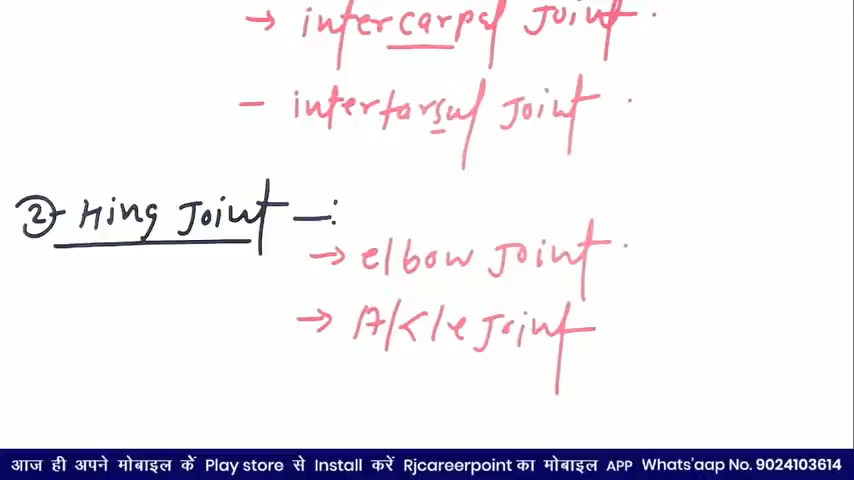 → intercarpal Joint.
- intertarsul Joint.
2- Hing Joint -:
→ elbow Joint.
→ Akle Joint
आज ही अपने मोबाइल कें Play store से Install करें Rjcareerpoint का मोबाइल APP Whats'aap No. 9024103614